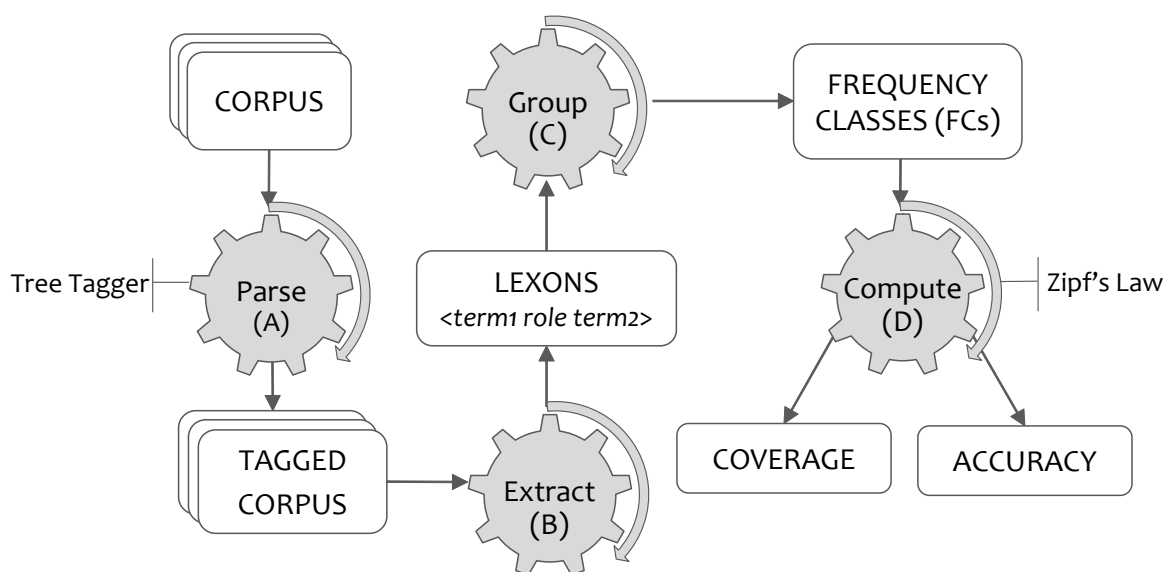 CORPUS
Tree Tagger
Parse
(A)
TAGGED
CORPUS
Extract
(B)
LEXONS
<term1 role term2>
Group
(C)
FREQUENCY
CLASSES (FCs)
Compute
(D)
Zipf's Law
COVERAGE
ACCURACY